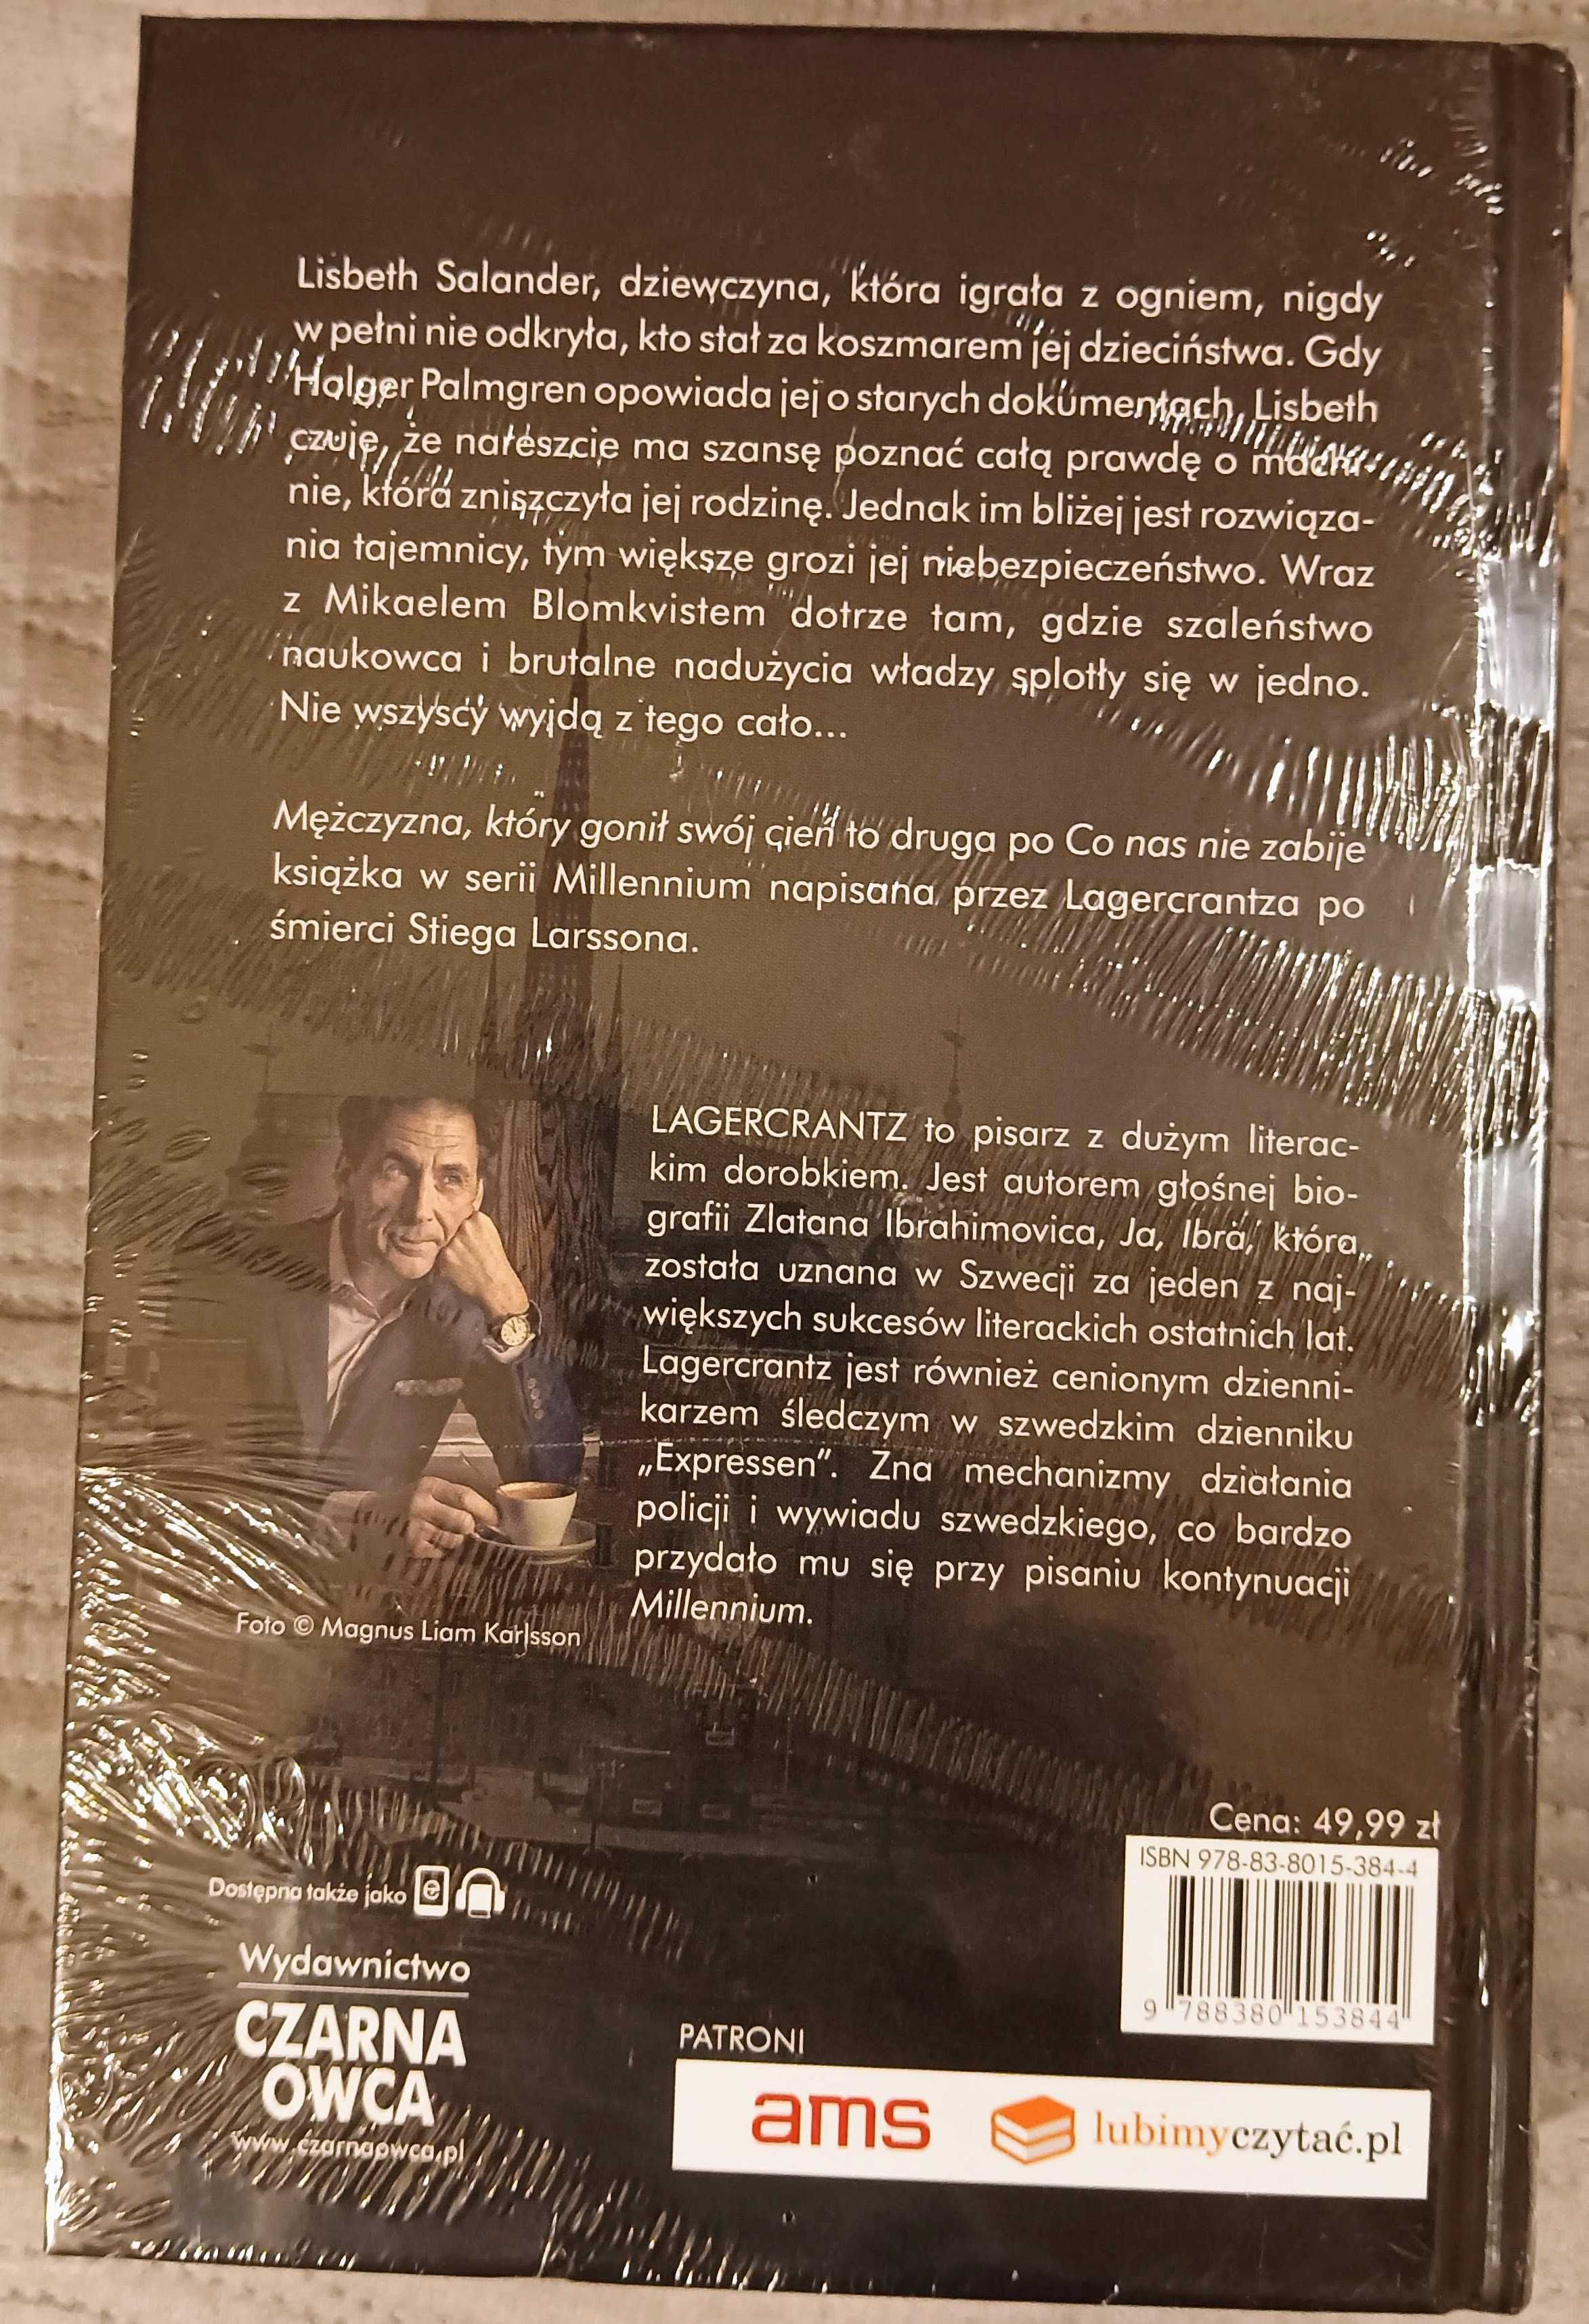 Lisbeth Salander, dziewczyna, która igrała z ogniem, nigdy
w pełni nie odkryła, kto stał za koszmarem jej dzieciństwa. Gdy
Holger Palmgren opowiada jej o starych dokumentach, Lisbeth
czuje, że nareszcie ma szansę poznać całą prawdę o machi-
nie, która zniszczyła jej rodzinę. Jednak im bliżej jest rozwiąza-
nia tajemnicy, tym większe grozi jej niebezpieczeństwo. Wraz
z Mikaelem Blomkvistem dotrze tam, gdzie szaleństwo
naukowca i brutalne nadużycia władzy splotły się w jedno.
Nie wszyscy wyjdą z tego cało...
Mężczyzna, który gonił swój cień to druga po Co nas nie zabije
książka w serii Millennium napisana przez Lagercrantza po
śmierci Stiega Larssona.
LAGERCRANTZ to pisarz z dużym literac-
kim dorobkiem. Jest autorem głośnej bio-
grafii Zlatana Ibrahimovica, Ja, Ibra, która
została uznana w Szwecji za jeden z naj-
większych sukcesów literackich ostatnich lat.
Lagercrantz jest również cenionym dzienni-
karzem śledczym w szwedzkim dzienniku
„Expressen”. Zna mechanizmy działania
policji i wywiadu szwedzkiego, co bardzo
przydało mu się przy pisaniu kontynuacji
Millennium.
Foto © Magnus Liam Karlsson
Cena: 49,99 zł
ISBN 978-83-8015-384-4
9 788380 153844
Dostępna także jako e
Wydawnictwo
CZARNA
OWCA
www.czarnaowca.pl
PATRONI
ams
lubimyczytać.pl